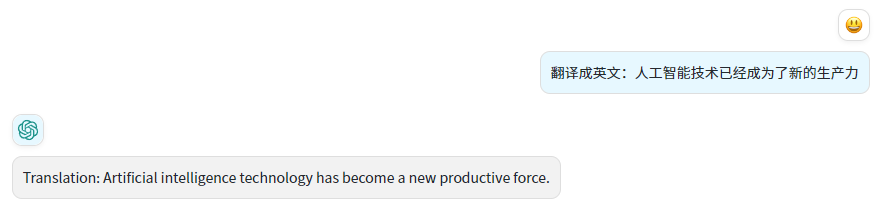 翻译成英文：人工智能技术已经成为了新的生产力
Translation: Artificial intelligence technology has become a new productive force.